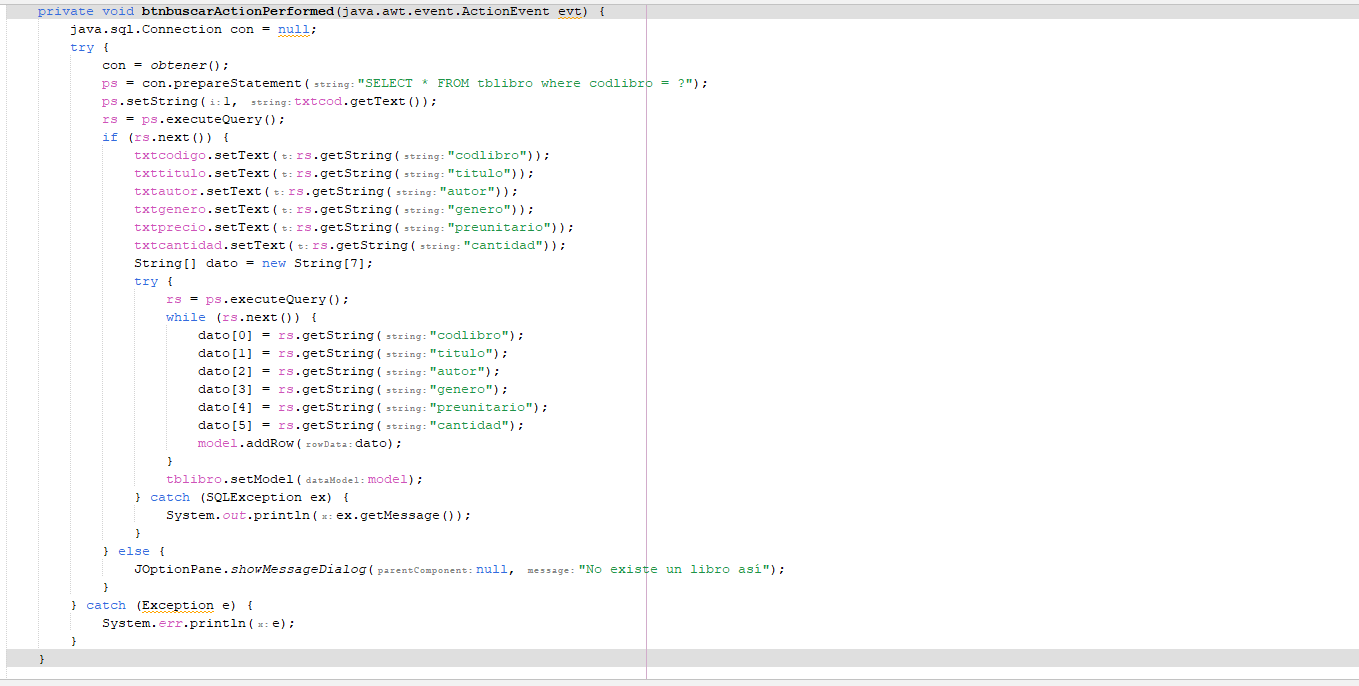 private void btnbuscarActionPerformed(java.awt.event.ActionEvent evt) {
java.sql.Connection con = null;
try {
con = obtener();
ps = con.prepareStatement( string: "SELECT * FROM tblibro where codlibro = ?");
ps.setString( i: 1, string: txtcod.getText());
rs = ps.executeQuery();
if (rs.next()) {
txtcodigo.setText( t: rs.getString( string: "codlibro"));
txttitulo.setText( t: rs.getString( string: "titulo"));
txtautor.setText( t: rs.getString( string: "autor"));
txtgenero.setText( t: rs.getString( string: "genero"));
txtprecio.setText( t: rs.getString( string: "preunitario"));
txtcantidad.setText( t: rs.getString( string: "cantidad"));
String[] dato = new String[7];
try {
rs = ps.executeQuery();
while (rs.next()) {
dato[0] = rs.getString( string: "codlibro");
dato[1] = rs.getString( string: "titulo");
dato[2] = rs.getString( string: "autor");
dato[3] = rs.getString( string: "genero");
dato[4] = rs.getString( string: "preunitario");
dato[5] = rs.getString( string: "cantidad");
model.addRow( rowData: dato);
}
tblibro.setModel( dataModel: model);
} catch (SQLException ex) {
System.out.println( x: ex.getMessage());
}
} else {
JOptionPane.showMessageDialog( parentComponent: null, message: "No existe un libro así");
}
} catch (Exception e) {
System.err.println( x: e);
}
}